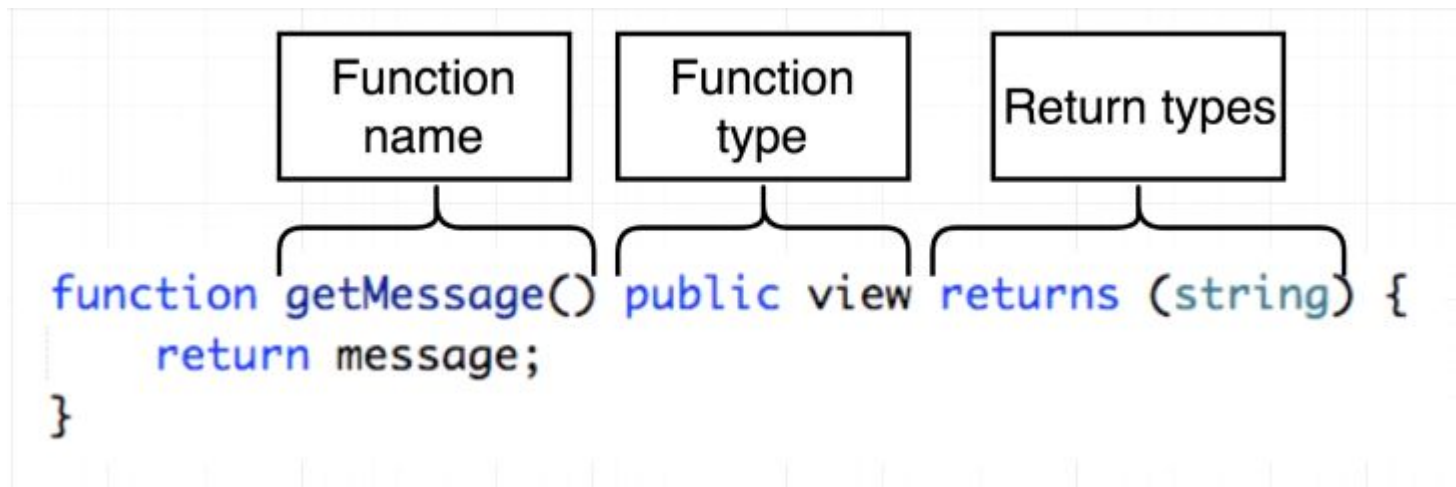 Function
name
Function
type
Return types
function getMessage() public view returns (string) {
return message;
}